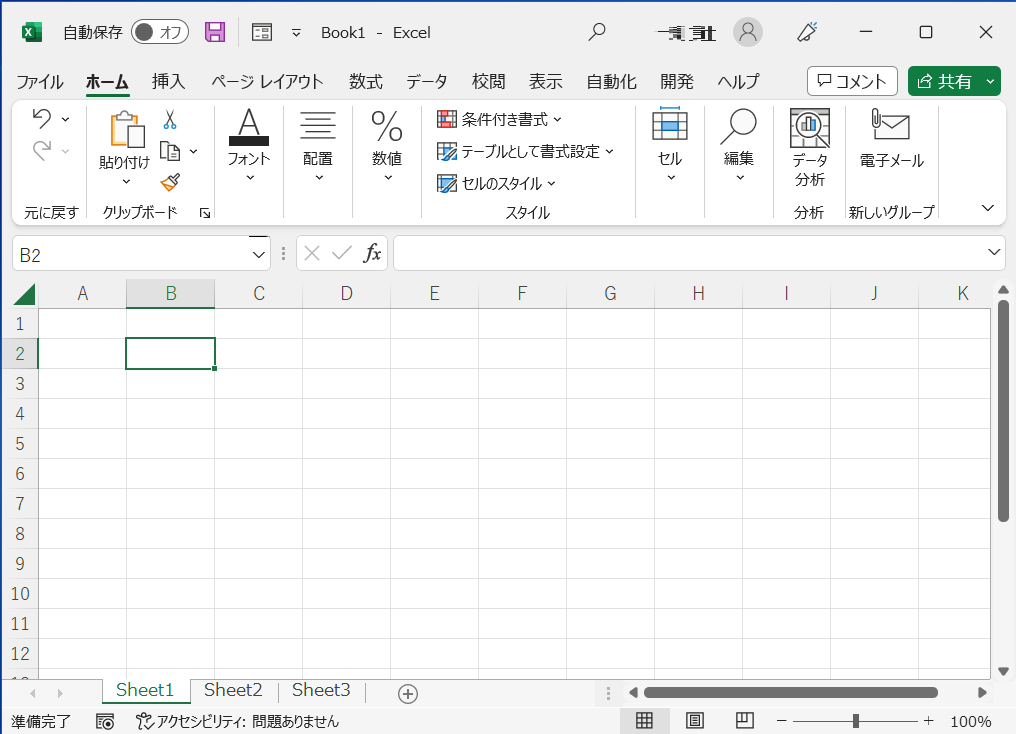 自動保存 オフ Book1 - Excel
ファイル ホーム 挿入 ページ レイアウト 数式 データ 校閲 表示 自動化 開発 ヘルプ コメント 共有
元に戻す
貼り付け
クリップボード
フォント
配置
数値
条件付き書式
テーブルとして書式設定
セルのスタイル
スタイル
セル
編集
データ
分析
分析
電子メール
新しいグループ
B2 fx
A B C D E F G H I J K
1
2
3
4
5
6
7
8
9
10
11
12
Sheet1 Sheet2 Sheet3
準備完了 アクセシビリティ: 問題ありません 100%